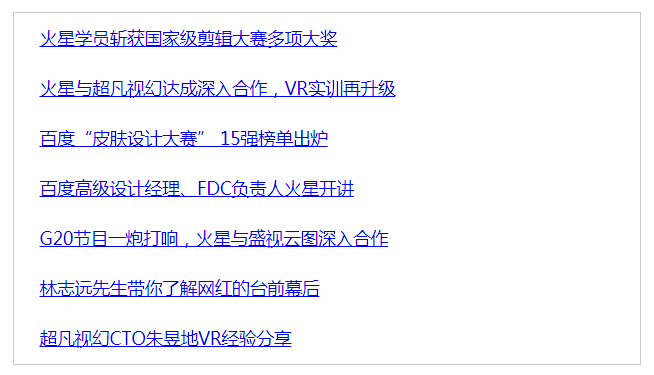 火星学员斩获国家级剪辑大赛多项大奖
火星与超凡视幻达成深入合作，VR实训再升级
百度“皮肤设计大赛” 15强榜单出炉
百度高级设计经理、FDC负责人火星开讲
G20节目一炮打响，火星与盛视云图深入合作
林志远先生带你了解网红的台前幕后
超凡视幻CTO朱昱地VR经验分享